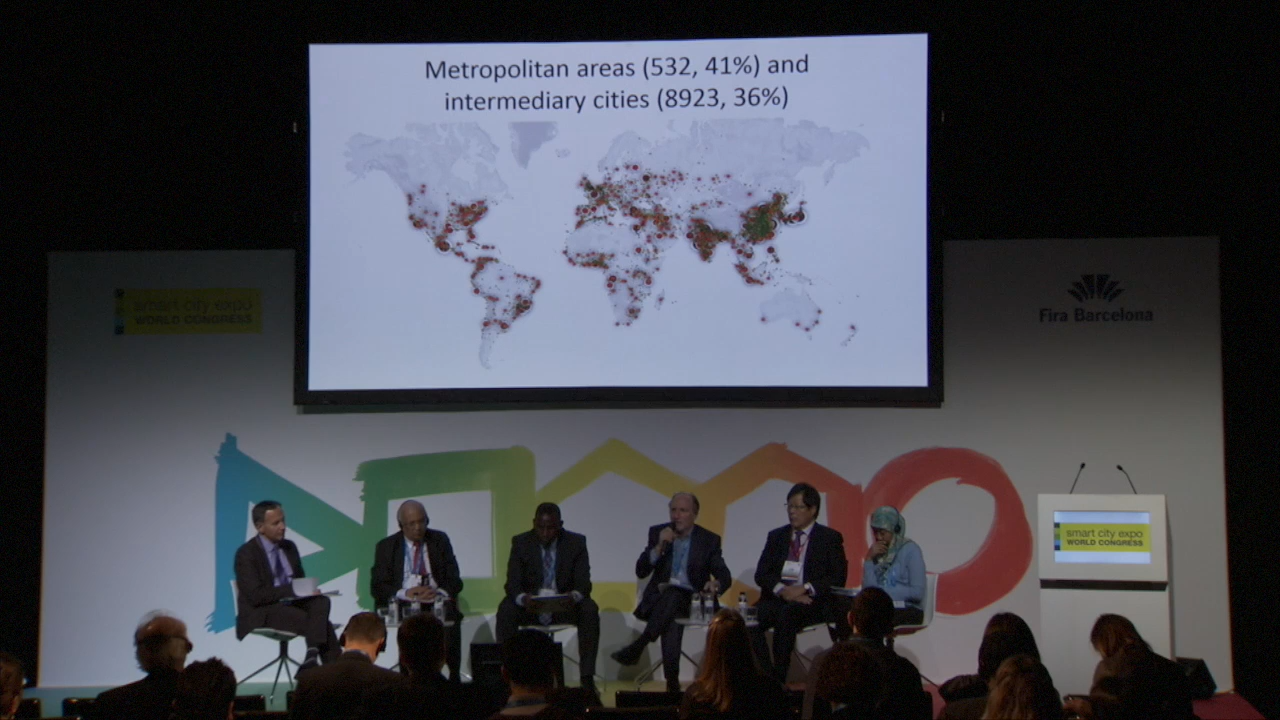 Metropolitan areas (532, 41%) and
intermediary cities (8923, 36%)
smart city expo
WORLD CONGRESS
Fira Barcelona
smart city expo
WORLD CONGRESS